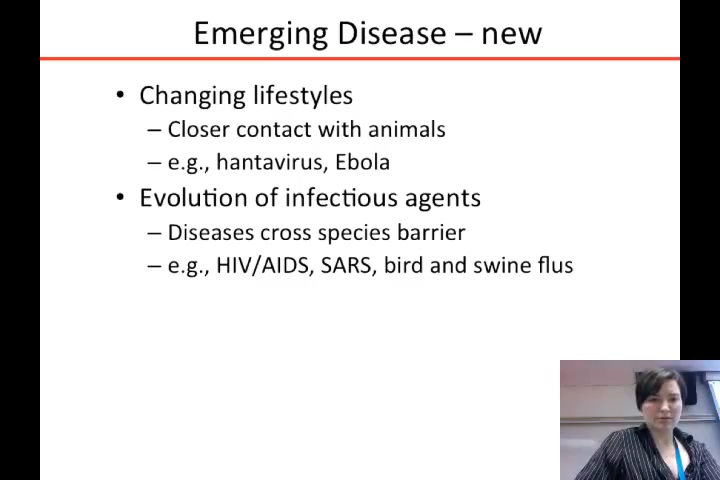 Emerging Disease – new
• Changing lifestyles
– Closer contact with animals
– e.g., hantavirus, Ebola
• Evolution of infectious agents
– Diseases cross species barrier
– e.g., HIV/AIDS, SARS, bird and swine flus